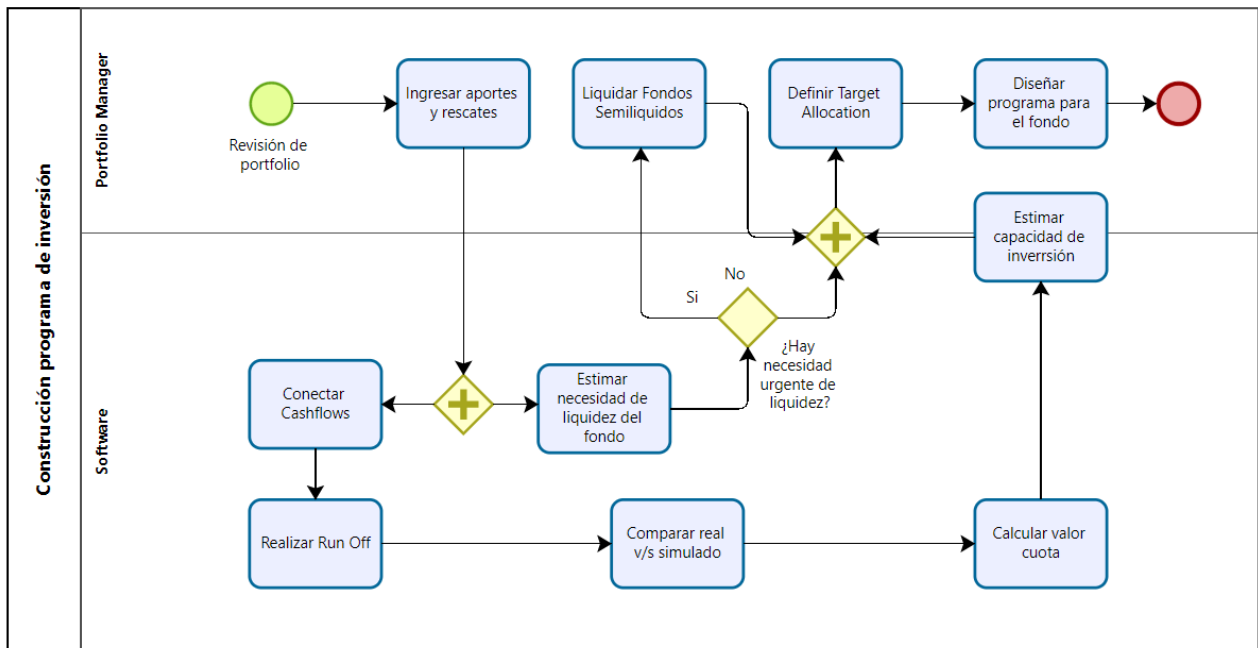 Construcción programa de inversión
Portfolio Manager
Revisión de
portfolio
Ingresar aportes
y rescates
Liquidar Fondos
Semiliquidos
Definir Target
Allocation
Diseñar
programa para
el fondo
Estimar
capacidad de
inverrsión
Software
No
Si
¿Hay
necesidad
urgente de
liquidez?
Conectar
Cashflows
Estimar
necesidad de
liquidez del
fondo
Realizar Run Off
Comparar real
v/s simulado
Calcular valor
cuota